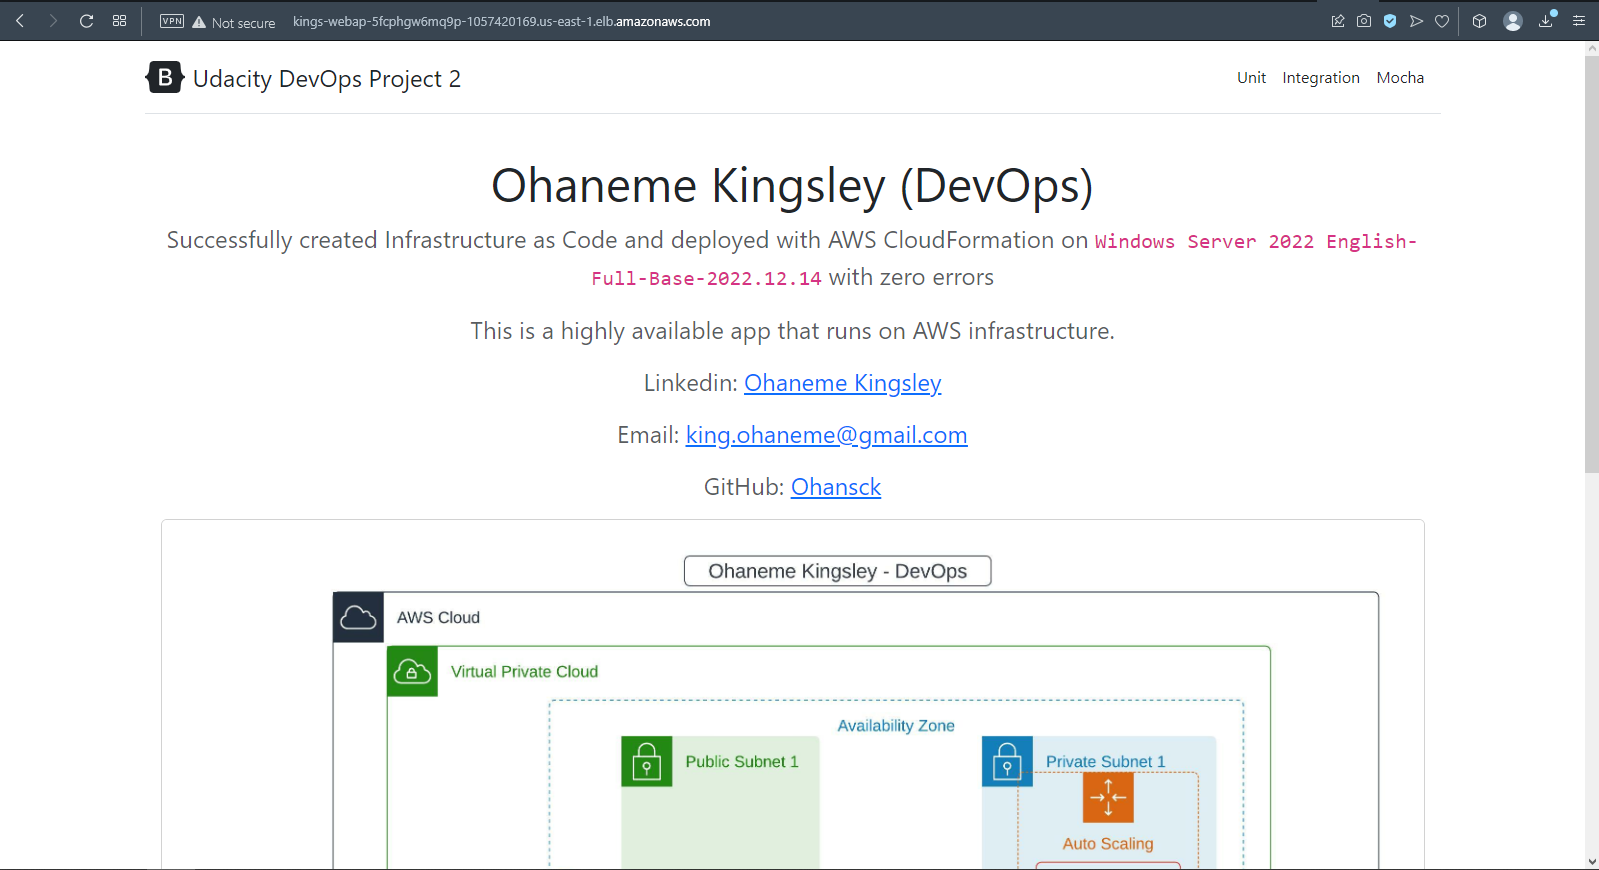 VPN Not secure kings-webap-5fcphgw6mq9p-1057420169.us-east-1.elb.amazonaws.com
B Udacity DevOps Project 2 Unit Integration Mocha
Ohaneme Kingsley (DevOps)
Successfully created Infrastructure as Code and deployed with AWS CloudFormation on Windows Server 2022 English-
Full-Base-2022.12.14 with zero errors
This is a highly available app that runs on AWS infrastructure.
Linkedin: Ohaneme Kingsley
Email: king.ohaneme@gmail.com
GitHub: Ohansck
Ohaneme Kingsley - DevOps
AWS Cloud
Virtual Private Cloud
Availability Zone
Public Subnet 1
Private Subnet 1
Auto Scaling